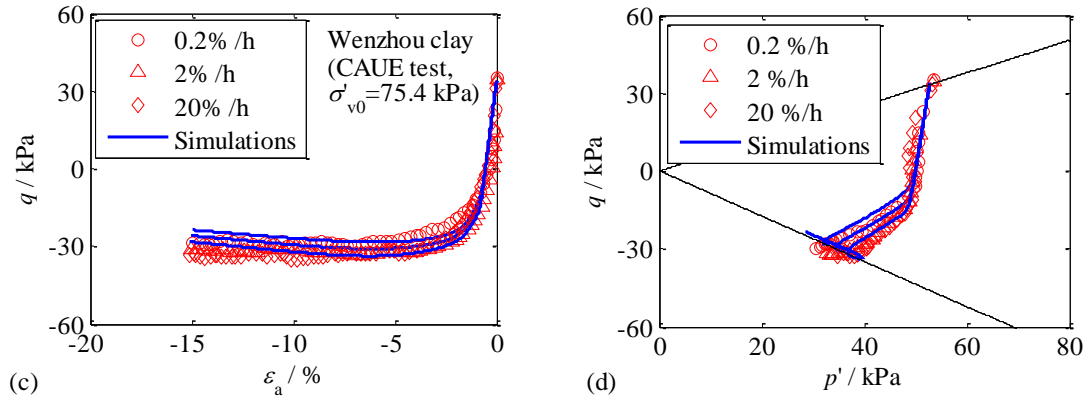 60
30
0
-30
-60
q / kPa
0.2% /h
2% /h
20% /h
Simulations
Wenzhou clay
(CAUE test,
σ'v0=75.4 kPa)
-20 -15 -10 -5 0
εa / %
(c)
60
30
0
-30
-60
q / kPa
0.2 %/h
2 %/h
20 %/h
Simulations
0 20 40 60 80
p' / kPa
(d)